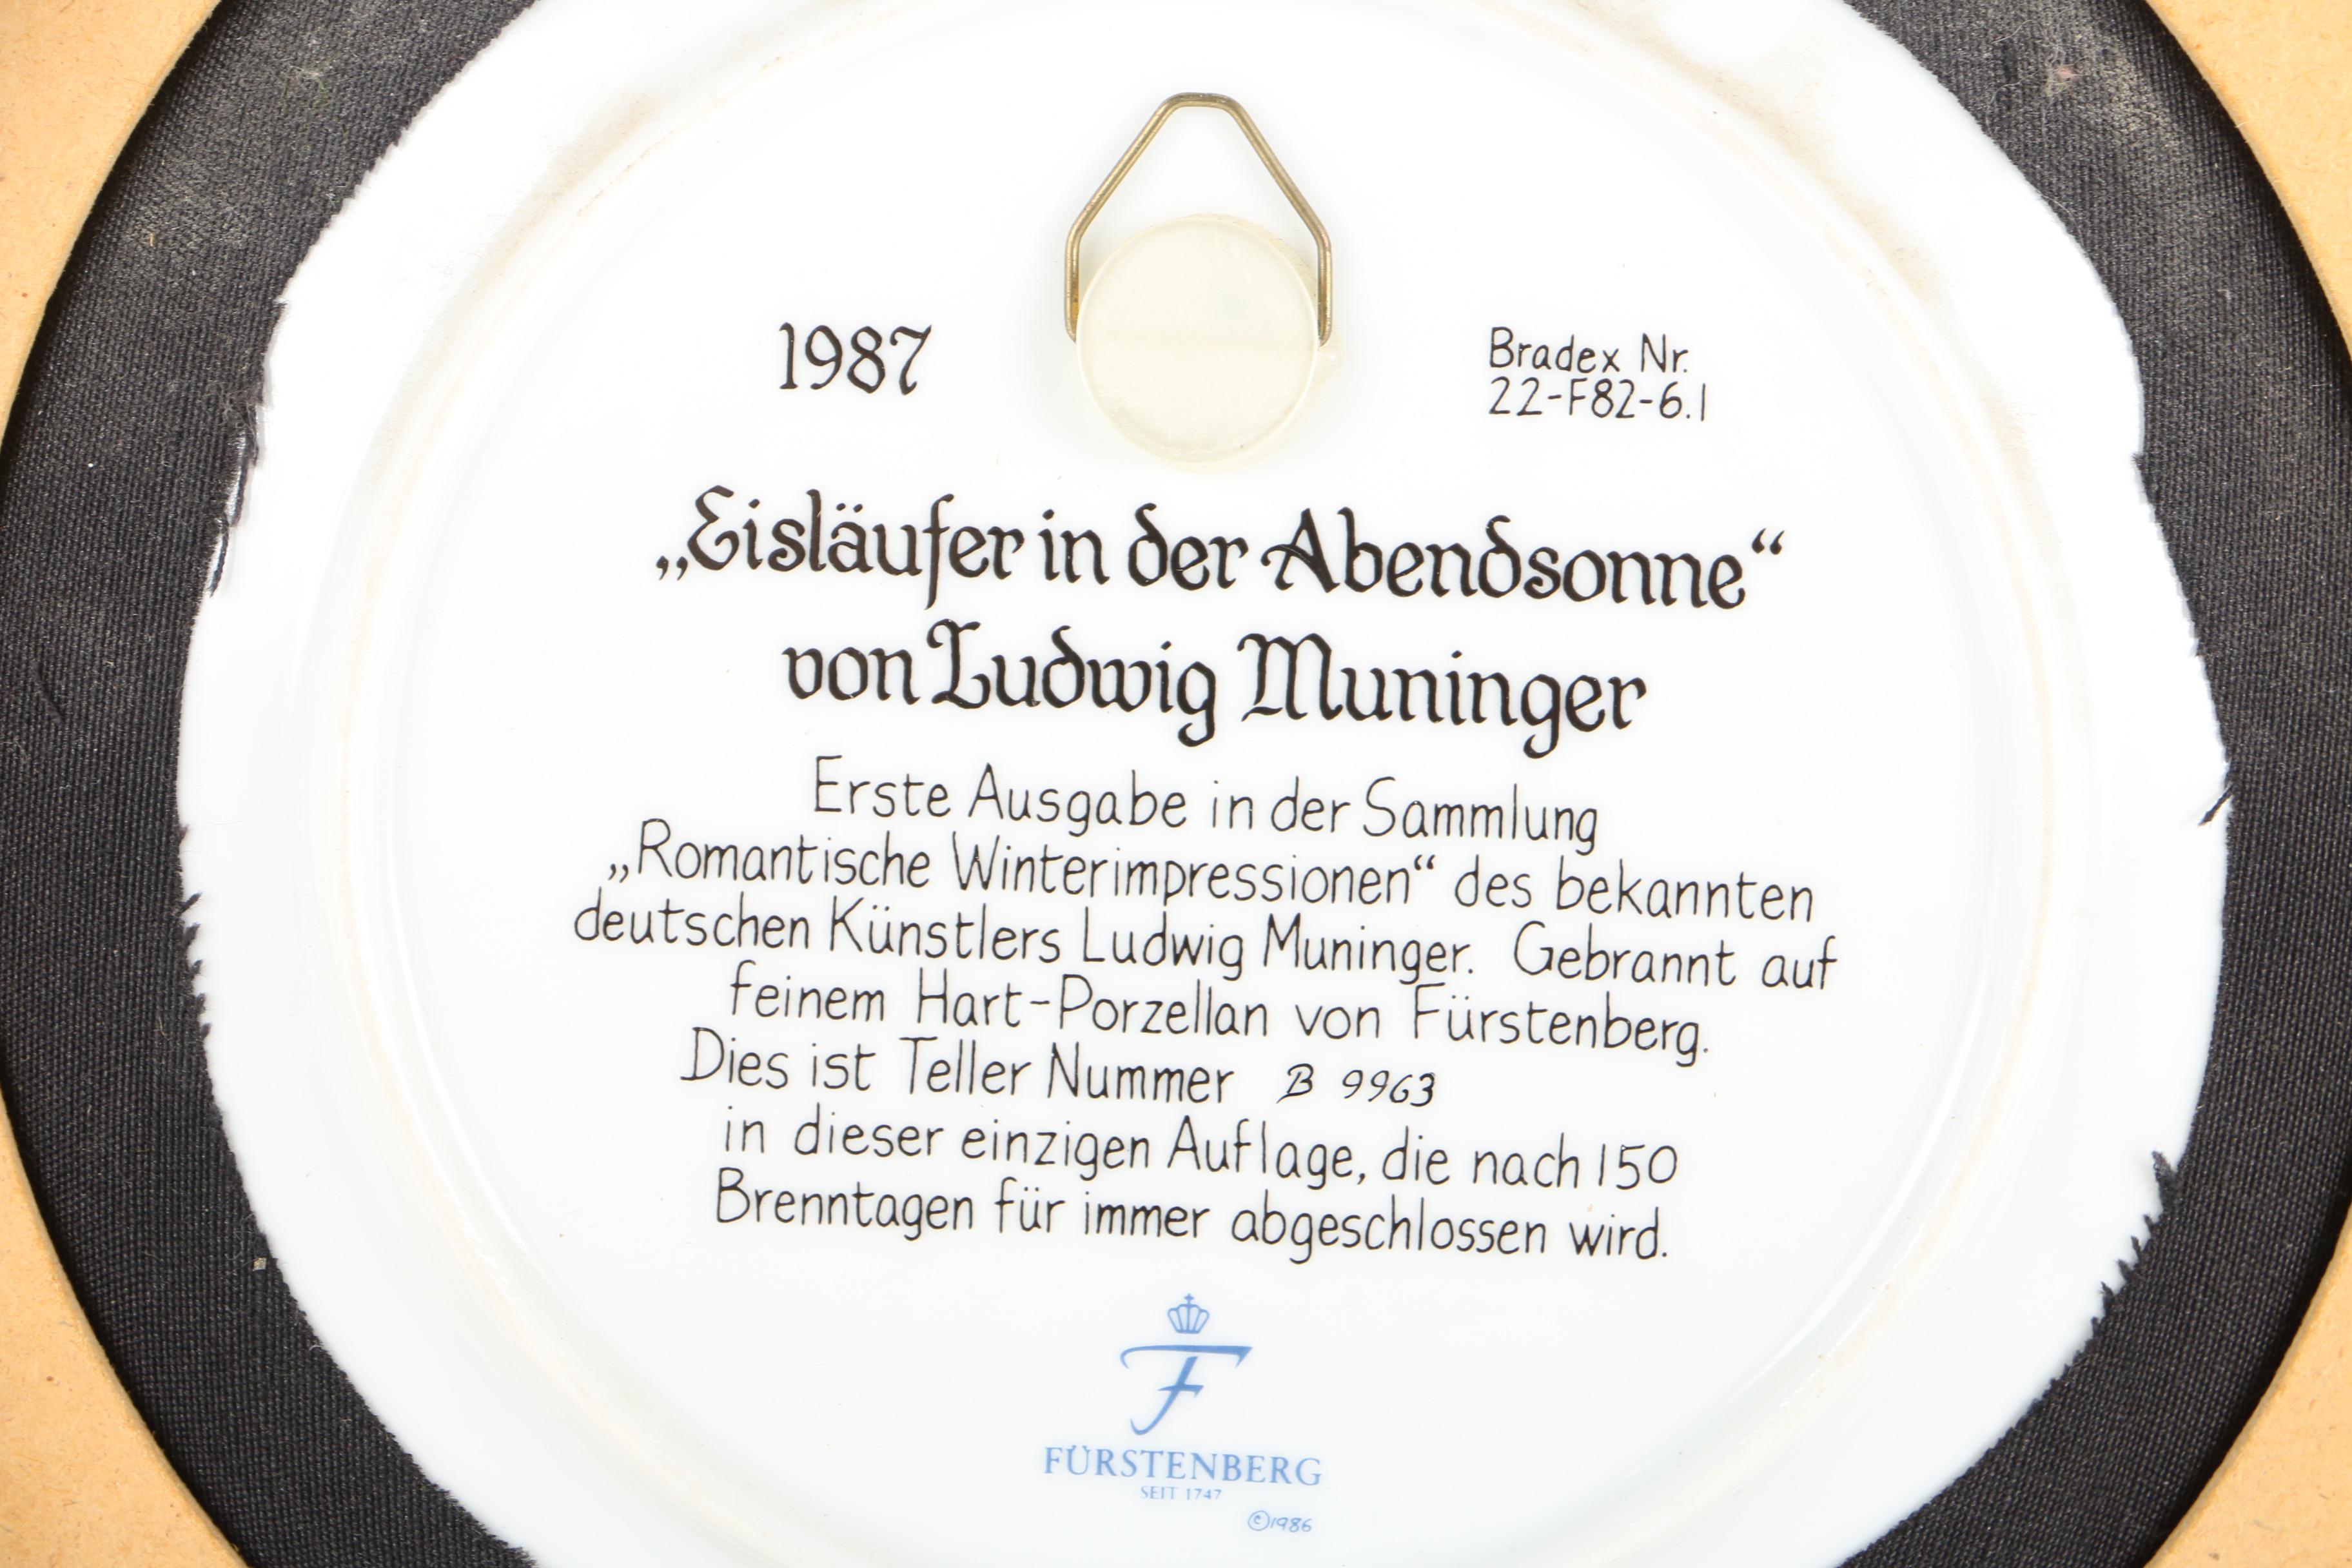 1987
Bradex Nr.
22-F82-6.1
„Eisläufer in der Abendsonne“
von Ludwig Muninger
Erste Ausgabe in der Sammlung
„Romantische Winterimpressionen“ des bekannten
deutschen Künstlers Ludwig Muninger. Gebrannt auf
feinem Hart-Porzellan von Fürstenberg.
Dies ist Teller Nummer B 9963
in dieser einzigen Auflage, die nach 150
Brenntagen für immer abgeschlossen wird.
F
FÜRSTENBERG
SEIT 1747
©1986